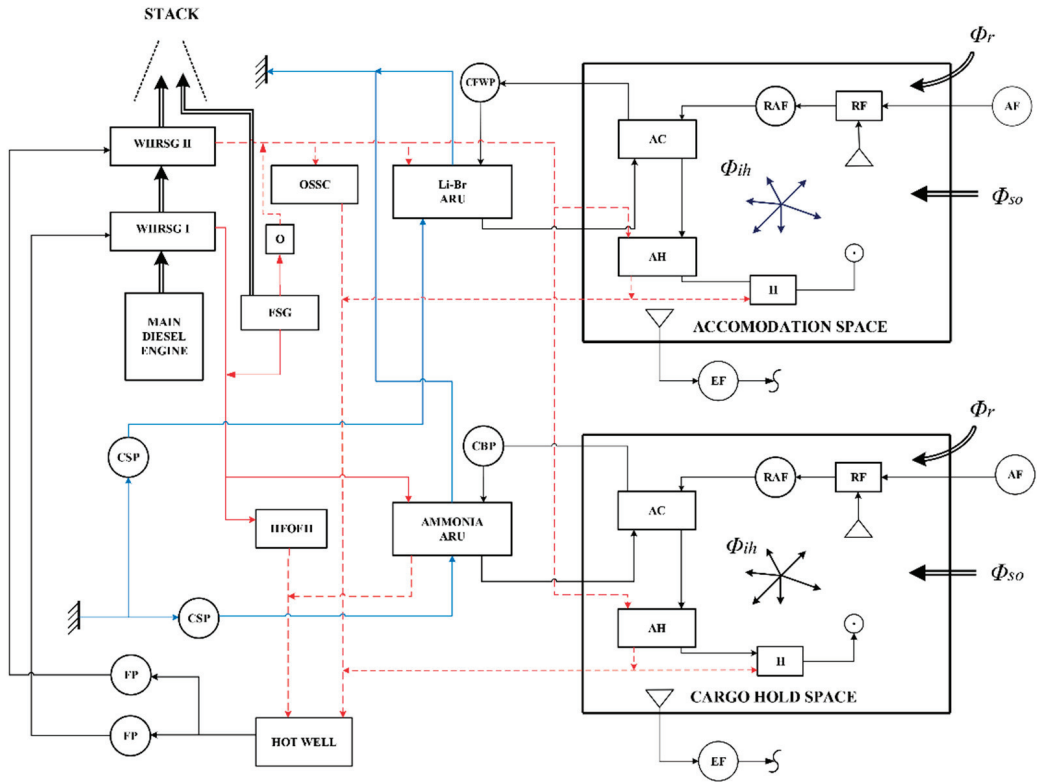 STACK
WHRSG II
WHRSG I
MAIN
DIESEL
ENGINE
OSSC
O
FSG
CFWP
Li-Br
ARU
AC
AH
RAF
RF
AF
H
Φr
Φih
Φso
ACCOMODATION SPACE
EF
CSP
CBP
HFOFH
AMMONIA
ARU
CSP
FP
FP
HOT WELL
AC
AH
RAF
RF
AF
H
Φr
Φih
Φso
CARGO HOLD SPACE
EF